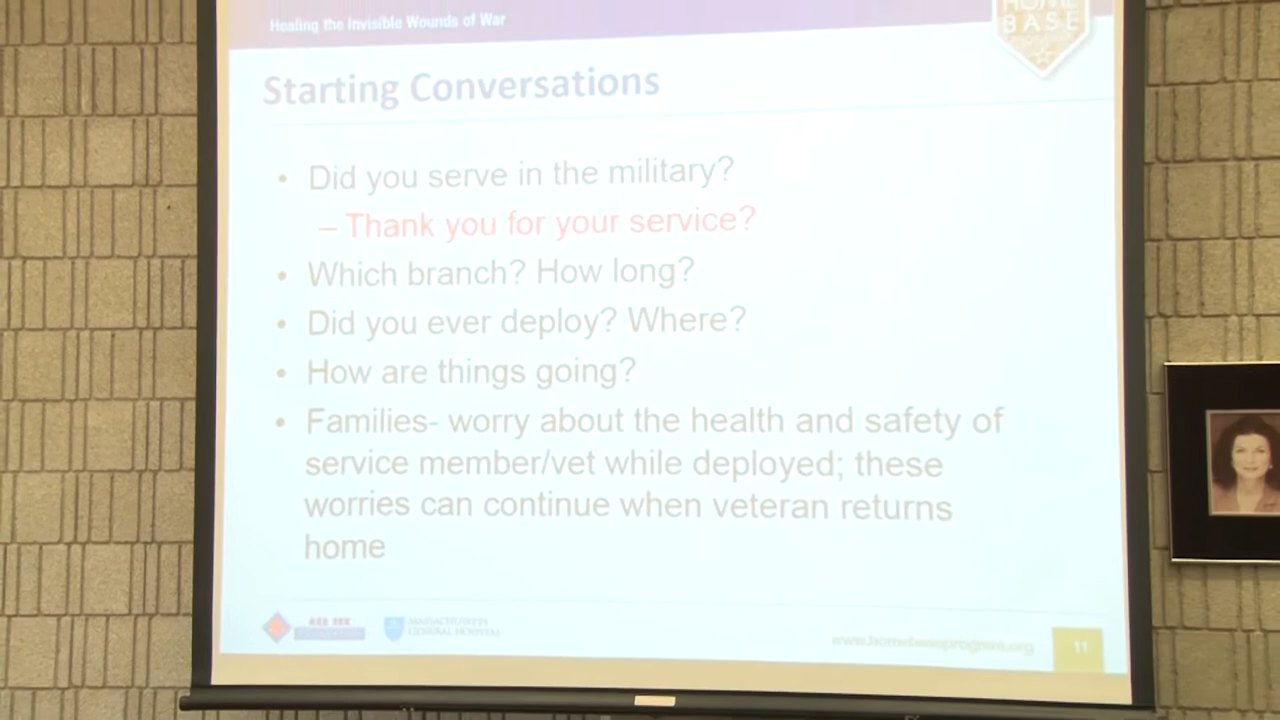 Healing the Invisible Wounds of War
HOME
BASE
Starting Conversations
• Did you serve in the military?
– Thank you for your service?
• Which branch? How long?
• Did you ever deploy? Where?
• How are things going?
• Families- worry about the health and safety of
service member/vet while deployed; these
worries can continue when veteran returns
home
RED SOX
FOUNDATION
MASSACHUSETTS
GENERAL HOSPITAL
www.homebaseprogram.org
11